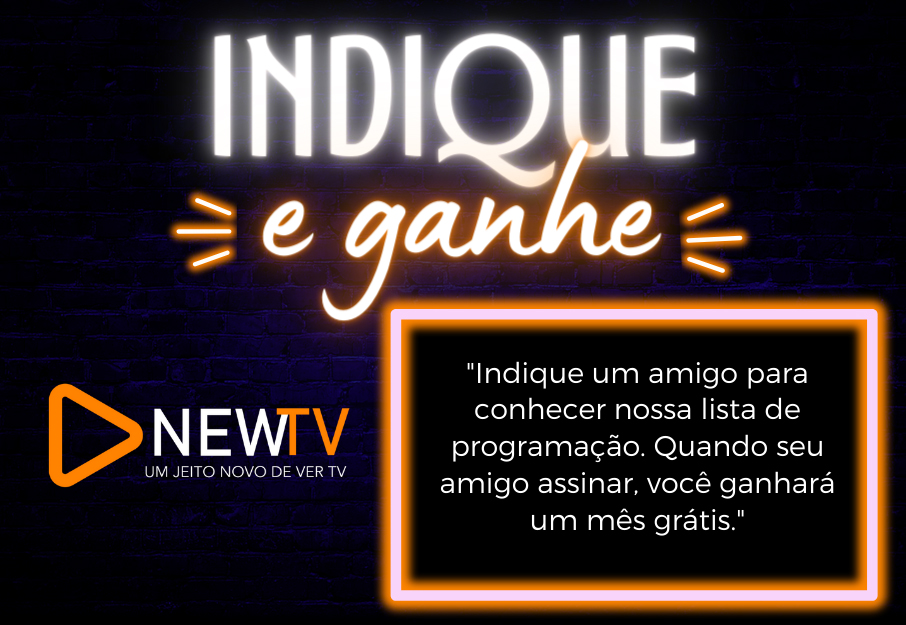 INDIQUE
e ganhe
"Indique um amigo para
conhecer nossa lista de
programação. Quando seu
amigo assinar, você ganhará
um mês grátis."
NEWTV
UM JEITO NOVO DE VER TV